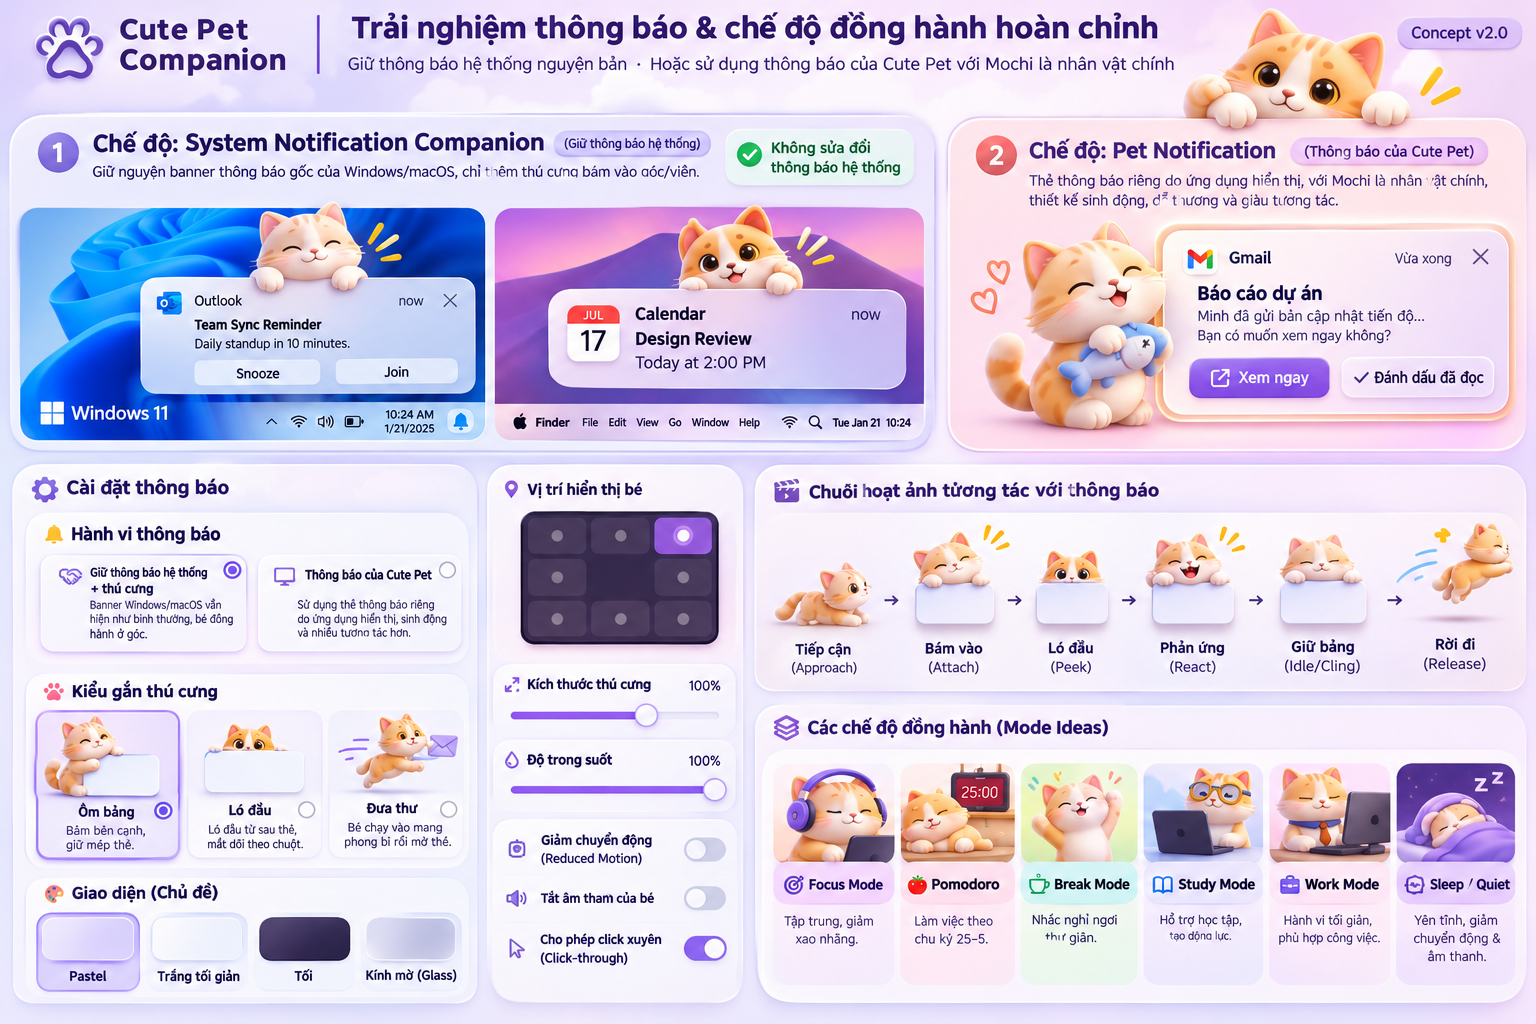 Cute Pet
Companion
Trải nghiệm thông báo & chế độ đồng hành hoàn chỉnh
Giữ thông báo hệ thống nguyện bản · Hoặc sử dụng thông báo của Cute Pet với Mochi là nhân vật chính
Concept v2.0
1
Chế độ: System Notification Companion
(Giữ thông báo hệ thống)
Giữ nguyện banner thông báo gốc của Windows/macOS, chỉ thêm thú cưng bám vào góc/viên.
Không sửa đổi
thông báo hệ thống
Outlook
now
Team Sync Reminder
Daily standup in 10 minutes.
Snooze
Join
Windows 11
10:24 AM
1/21/2025
JUL
17
Calendar
now
Design Review
Today at 2:00 PM
Finder File Edit View Go Window Help
Tue Jan 21 10:24
2
Chế độ: Pet Notification
(Thông báo của Cute Pet)
Thẻ thông báo riêng do ứng dụng hiển thị, với Mochi là nhân vật chính,
thiết kế sinh động, dễ thương và giàu tương tác.
Gmail
Vừa xong
Báo cáo dự án
Minh đã gửi bản cập nhật tiến độ...
Bạn có muốn xem ngay không?
Xem ngay
Đánh dấu đã đọc
Cài đặt thông báo
Hành vi thông báo
Giữ thông báo hệ thống
+ thú cưng
Banner Windows/macOS vẫn
hiện như bình thường, bé đồng
hành ở góc.
Thông báo của Cute Pet
Sử dụng thẻ thông báo riêng
do ứng dụng hiển thị, sinh động
và nhiều tương tác hơn.
Kiểu gắn thú cưng
Ôm bảng
Bám bên cạnh,
giữ mép thẻ.
Ló đầu
Ló đầu từ sau thẻ,
mắt dõi theo chuột.
Đưa thư
Bé chạy vào mang
phong bì rồi mở thẻ.
Giao diện (Chủ đề)
Pastel
Trắng tối giản
Tối
Kính mờ (Glass)
Vị trí hiển thị bé
Kích thước thú cưng
100%
Độ trong suốt
100%
Giảm chuyển động
(Reduced Motion)
Tắt âm tham của bé
Cho phép click xuyên
(Click-through)
Chuỗi hoạt ảnh tương tác với thông báo
Tiếp cận
(Approach)
Bám vào
(Attach)
Ló đầu
(Peek)
Phản ứng
(React)
Giữ bảng
(Idle/Cling)
Rời đi
(Release)
Các chế độ đồng hành (Mode Ideas)
25:00
Z Z
Focus Mode
Tập trung, giảm
xao nhãng.
Pomodoro
Làm việc theo
chu kỳ 25–5.
Break Mode
Nhắc nghỉ ngơi
thư giãn.
Study Mode
Hỗ trợ học tập,
tạo động lực.
Work Mode
Hành vi tối giản,
phù hợp công việc.
Sleep / Quiet
Yên tĩnh, giảm
chuyển động &
âm thanh.